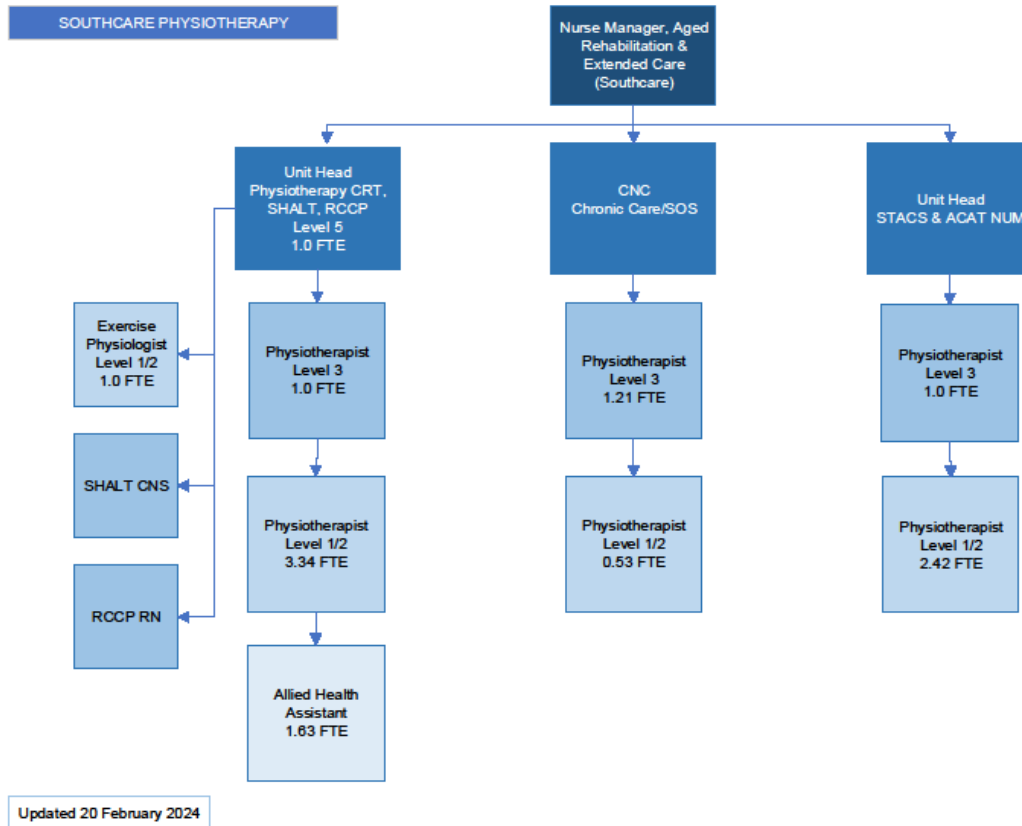 SOUTHCARE PHYSIOTHERAPY
Nurse Manager, Aged
Rehabilitation &
Extended Care
(Southcare)
Unit Head
Physiotherapy CRT,
SHALT, RCCP
Level 5
1.0 FTE
CNC
Chronic Care/SOS
Unit Head
STACS & ACAT NUM
Exercise
Physiologist
Level 1/2
1.0 FTE
Physiotherapist
Level 3
1.0 FTE
Physiotherapist
Level 3
1.21 FTE
Physiotherapist
Level 3
1.0 FTE
SHALT CNS
Physiotherapist
Level 1/2
3.34 FTE
Physiotherapist
Level 1/2
0.53 FTE
Physiotherapist
Level 1/2
2.42 FTE
RCCP RN
Allied Health
Assistant
1.63 FTE
Updated 20 February 2024